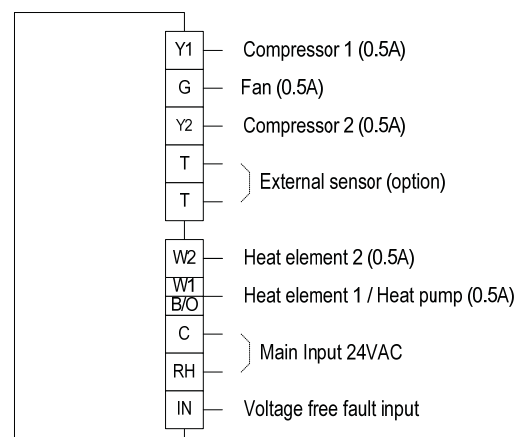 Y1 Compressor 1 (0.5A)
G Fan (0.5A)
Y2 Compressor 2 (0.5A)
T
External sensor (option)
T
W2 Heat element 2 (0.5A)
W1
B/O Heat element 1 / Heat pump (0.5A)
C
Main Input 24VAC
RH
IN Voltage free fault input